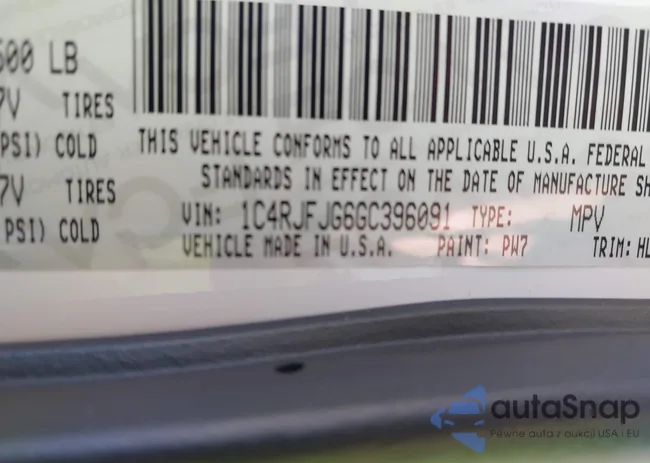 600 LB
7V TIRES
PSI) COLD
7V TIRES
PSI) COLD
THIS VEHICLE CONFORMS TO ALL APPLICABLE U.S.A. FEDERAL
STANDARDS IN EFFECT ON THE DATE OF MANUFACTURE SH
VIN: 1C4RJFJG6GC396091 TYPE: MPV
VEHICLE MADE IN U.S.A. PAINT: PW7 TRIM: HL
autaSnap
Pewne auta z aukcji USA i EU